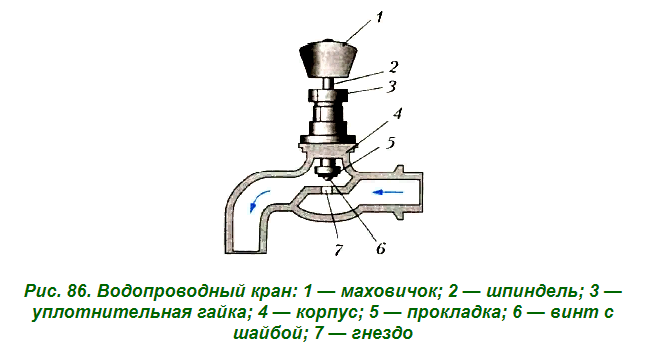 1
2
3
4
5
7
6
Рис. 86. Водопроводный кран: 1 — маховичок; 2 — шпиндель; 3 —
уплотнительная гайка; 4 — корпус; 5 — прокладка; 6 — винт с
шайбой; 7 — гнездо